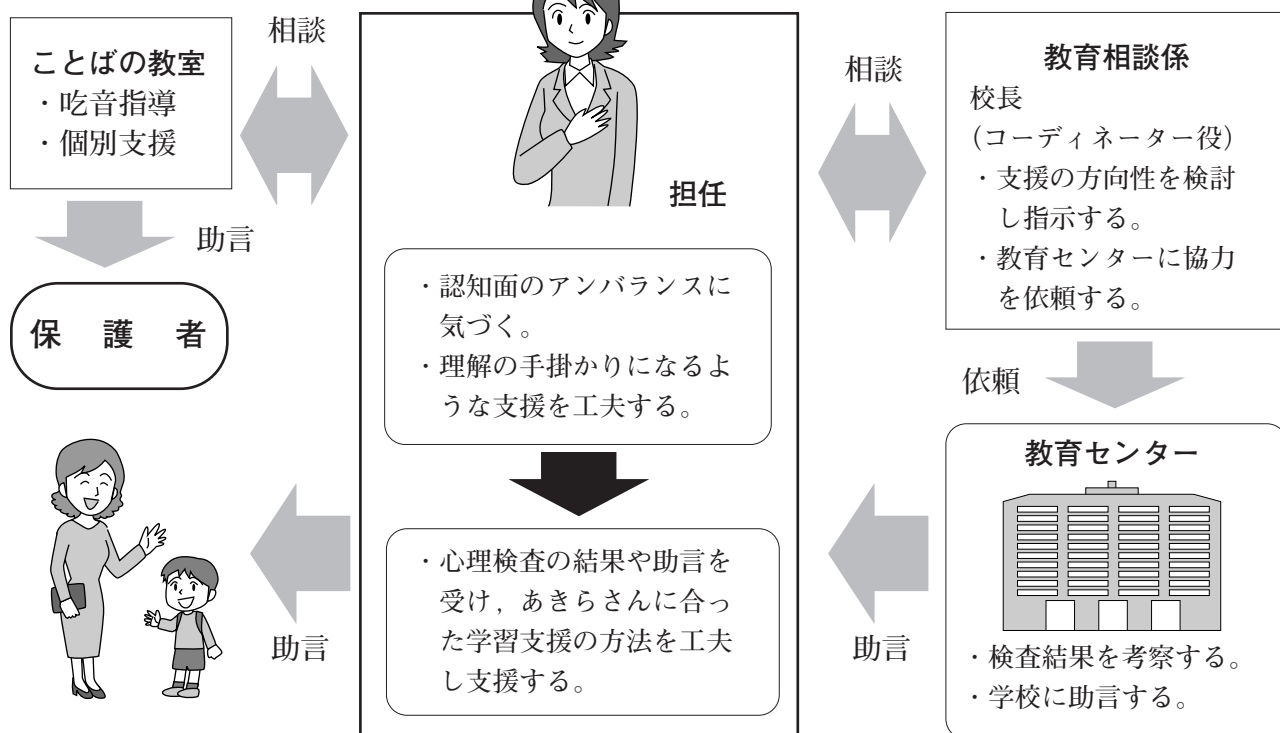 相談
ことばの教室
・吃音指導
・個別支援
助言
保護者
担任
・認知面のアンバランスに
気づく。
・理解の手掛かりになるよ
うな支援を工夫する。
・心理検査の結果や助言を
受け，あきらさんに合っ
た学習支援の方法を工夫
し支援する。
助言
相談
教育相談係
校長
（コーディネーター役）
・支援の方向性を検討
し指示する。
・教育センターに協力
を依頼する。
依頼
教育センター
・検査結果を考察する。
・学校に助言する。
助言